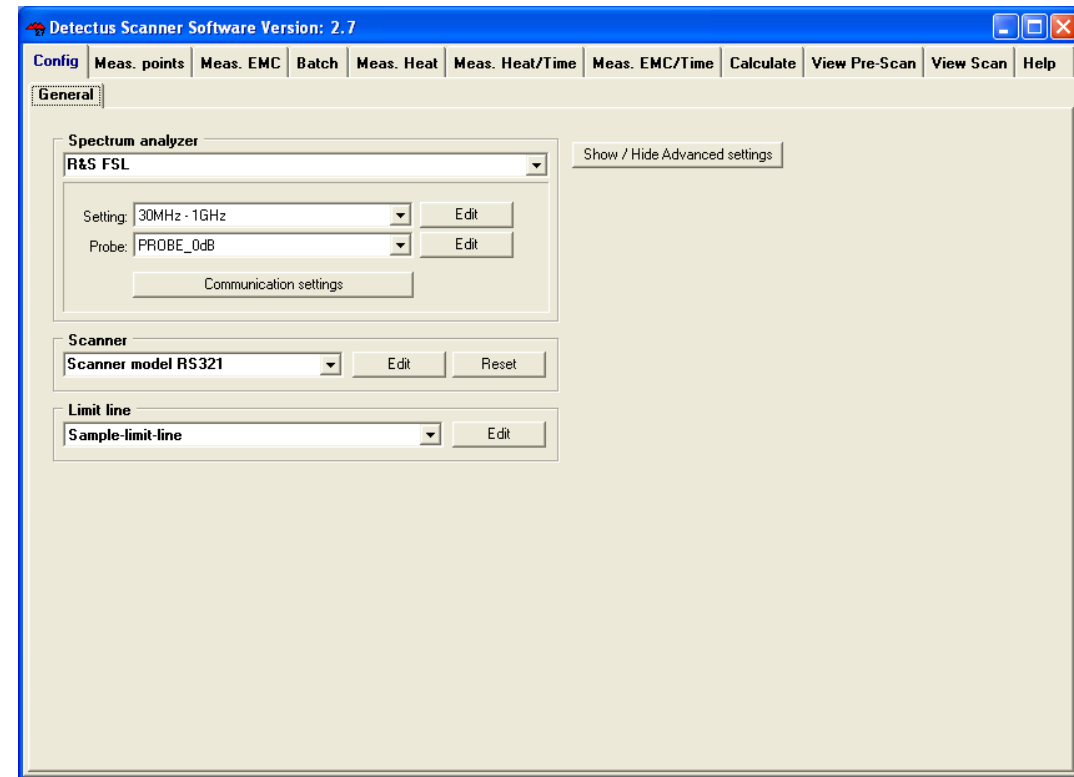 Detectus Scanner Software Version: 2.7
Config Meas. points Meas. EMC Batch Meas. Heat Meas. Heat/Time Meas. EMC/Time Calculate View Pre-Scan View Scan Help
General
Spectrum analyzer
R&S FSL
Show / Hide Advanced settings
Setting: 30MHz - 1GHz Edit
Probe: PROBE_0dB Edit
Communication settings
Scanner
Scanner model RS321 Edit Reset
Limit line
Sample-limit-line Edit